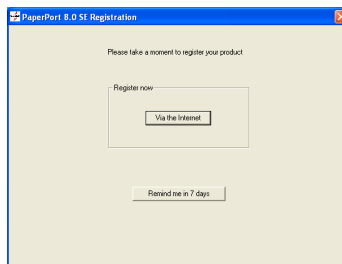 PaperPort 8.0 SE Registration
Please take a moment to register your product
Register now
Via the Internet
Remind me in 7 days